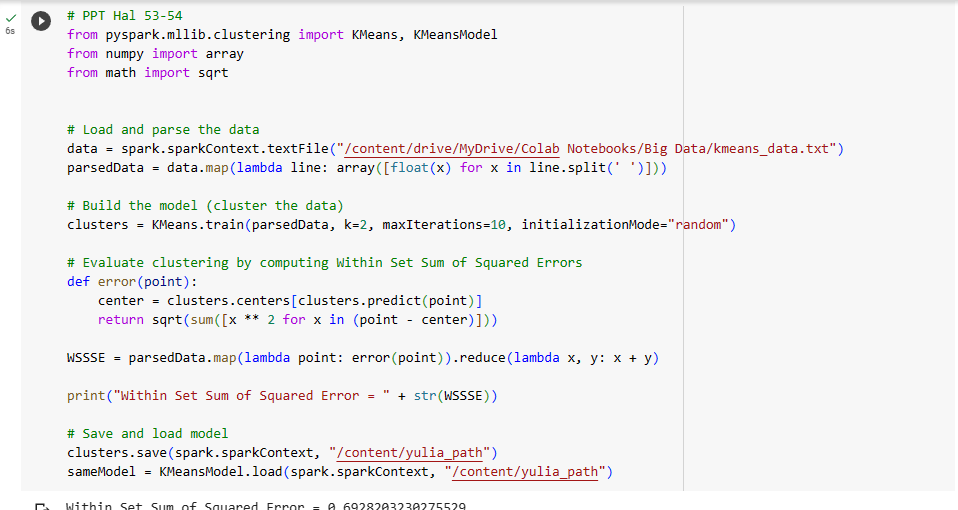 # PPT Hal 53-54
6s
from pyspark.mllib.clustering import KMeans, KMeansModel
from numpy import array
from math import sqrt
# Load and parse the data
data = spark.sparkContext.textFile("/content/drive/MyDrive/Colab Notebooks/Big Data/kmeans_data.txt")
parsedData = data.map(lambda line: array([float(x) for x in line.split(' ')]))
# Build the model (cluster the data)
clusters = KMeans.train(parsedData, k=2, maxIterations=10, initializationMode="random")
# Evaluate clustering by computing Within Set Sum of Squared Errors
def error(point):
    center = clusters.centers[clusters.predict(point)]
    return sqrt(sum([x ** 2 for x in (point - center)]))
WSSSE = parsedData.map(lambda point: error(point)).reduce(lambda x, y: x + y)
print("Within Set Sum of Squared Error = " + str(WSSSE))
# Save and load model
clusters.save(spark.sparkContext, "/content/yulia_path")
sameModel = KMeansModel.load(spark.sparkContext, "/content/yulia_path")
Within Set Sum of Squared Error = 0.6928203230275529